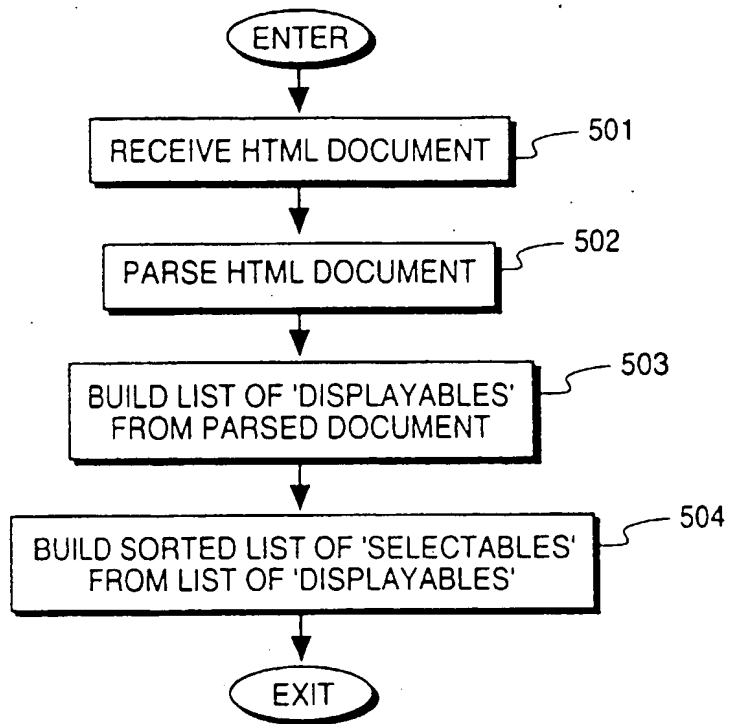 ENTER
RECEIVE HTML DOCUMENT
501
PARSE HTML DOCUMENT
502
BUILD LIST OF 'DISPLAYABLES'
FROM PARSED DOCUMENT
503
BUILD SORTED LIST OF 'SELECTABLES'
FROM LIST OF 'DISPLAYABLES'
504
EXIT